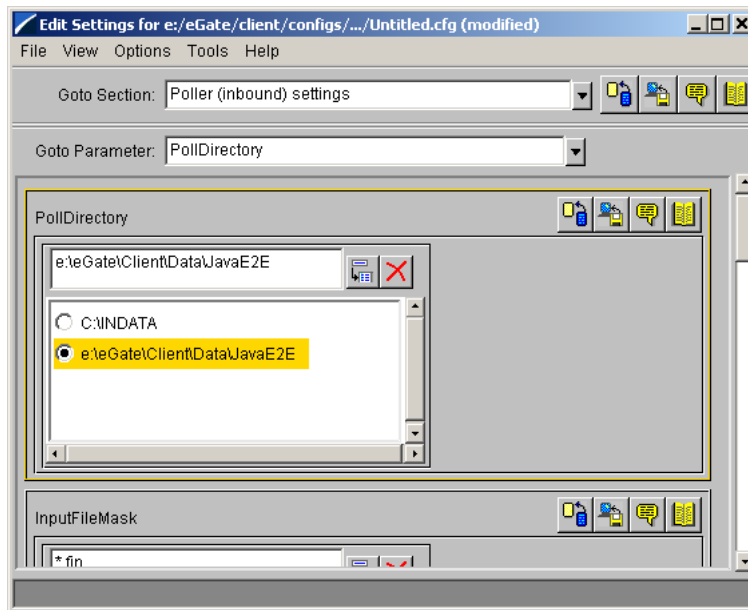 Edit Settings for e:/eGate/client/configs/.../Untitled.cfg (modified)
File View Options Tools Help
Goto Section: Poller (inbound) settings
Goto Parameter: PollDirectory
PollDirectory
e:\eGate\Client\Data\JavaE2E
C:\INDATA
e:\eGate\Client\Data\JavaE2E
InputFileMask
*.fin